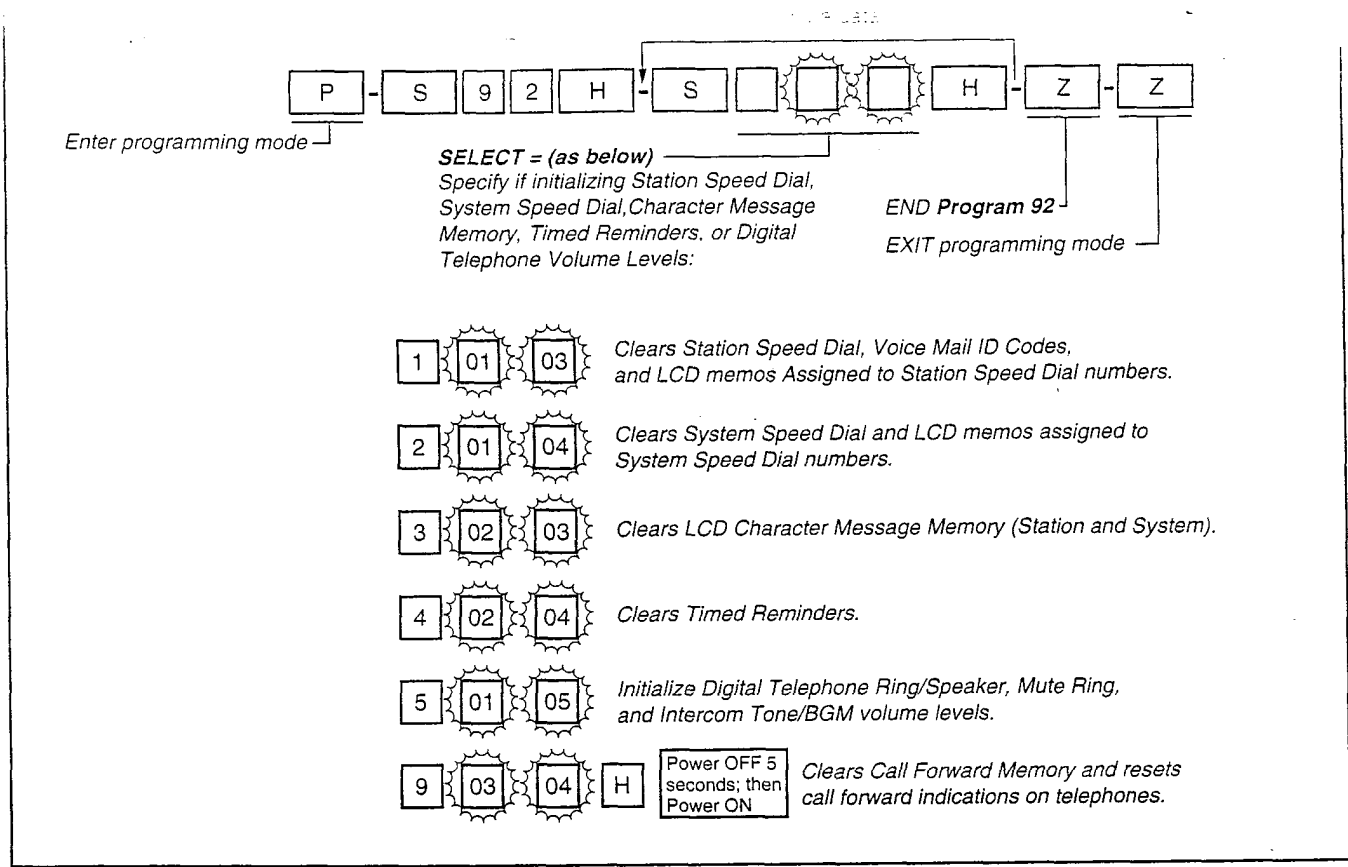 P - S 9 2 H - S H - Z - Z
Enter programming mode
SELECT = (as below)
Specify if initializing Station Speed Dial,
System Speed Dial,Character Message
Memory, Timed Reminders, or Digital
Telephone Volume Levels:
END Program 92
EXIT programming mode
1 01 03 Clears Station Speed Dial, Voice Mail ID Codes,
and LCD memos Assigned to Station Speed Dial numbers.
2 01 04 Clears System Speed Dial and LCD memos assigned to
System Speed Dial numbers.
3 02 03 Clears LCD Character Message Memory (Station and System).
4 02 04 Clears Timed Reminders.
5 01 05 Initialize Digital Telephone Ring/Speaker, Mute Ring,
and Intercom Tone/BGM volume levels.
9 03 04 H
Power OFF 5
seconds; then
Power ON
Clears Call Forward Memory and resets
call forward indications on telephones.